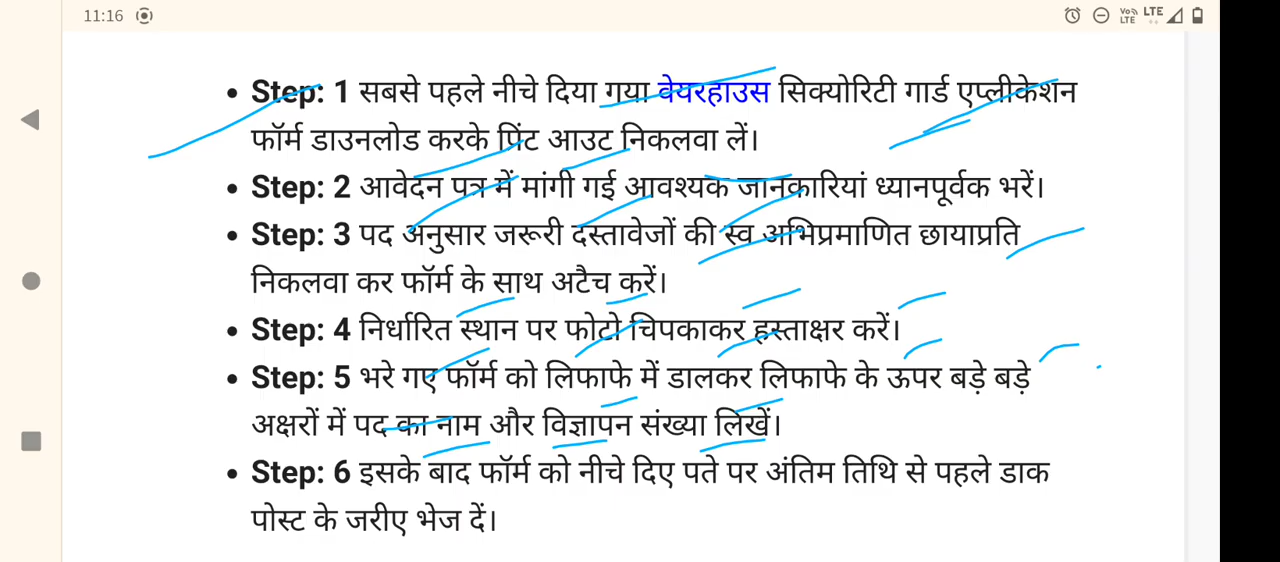 11:16
Vo LTE LTE
• Step: 1 सबसे पहले नीचे दिया गया वेयरहाउस सिक्योरिटी गार्ड एप्लीकेशन
फॉर्म डाउनलोड करके पिंट आउट निकलवा लें।
• Step: 2 आवेदन पत्र में मांगी गई आवश्यक जानकारियां ध्यानपूर्वक भरें।
• Step: 3 पद अनुसार जरूरी दस्तावेजों की स्व अभिप्रमाणित छायाप्रति
निकलवा कर फॉर्म के साथ अटैच करें।
• Step: 4 निर्धारित स्थान पर फोटो चिपकाकर हस्ताक्षर करें।
• Step: 5 भरे गए फॉर्म को लिफाफे में डालकर लिफाफे के ऊपर बड़े बड़े
अक्षरों में पद का नाम और विज्ञापन संख्या लिखें।
• Step: 6 इसके बाद फॉर्म को नीचे दिए पते पर अंतिम तिथि से पहले डाक
पोस्ट के जरीए भेज दें।